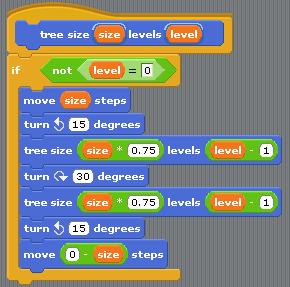 tree size size levels level
if not level = 0
move size steps
turn 15 degrees
tree size size * 0.75 levels level - 1
turn 30 degrees
tree size size * 0.75 levels level - 1
turn 15 degrees
move 0 - size steps